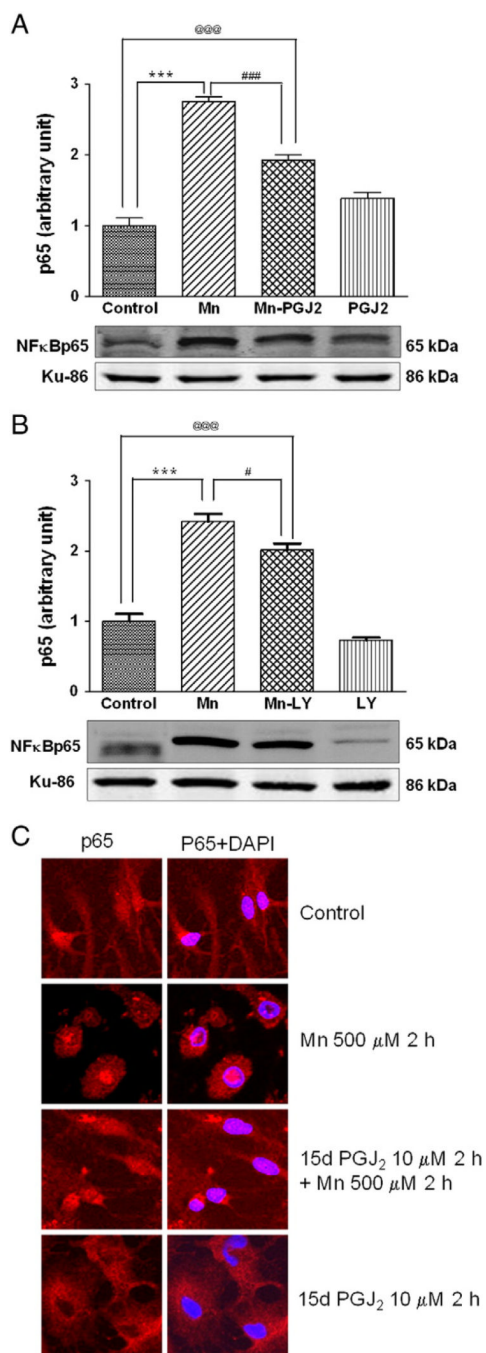 A
@@@
*** ###
3
2
1
0
p65 (arbitrary unit)
Control Mn Mn-PGJ2 PGJ2
NFκBp65 65 kDa
Ku-86 86 kDa
B
@@@
*** #
3
2
1
0
p65 (arbitrary unit)
Control Mn Mn-LY LY
NFκBp65 65 kDa
Ku-86 86 kDa
C
p65 P65+DAPI
Control
Mn 500 μM 2 h
15d PGJ₂ 10 μM 2 h
+ Mn 500 μM 2 h
15d PGJ₂ 10 μM 2 h